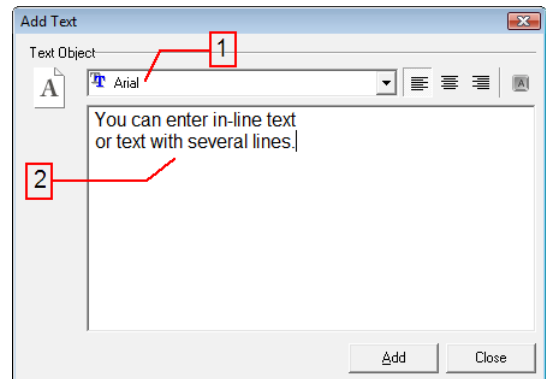 Add Text
Text Object
1
A
Arial
A
You can enter in-line text
or text with several lines.
2
Add
Close